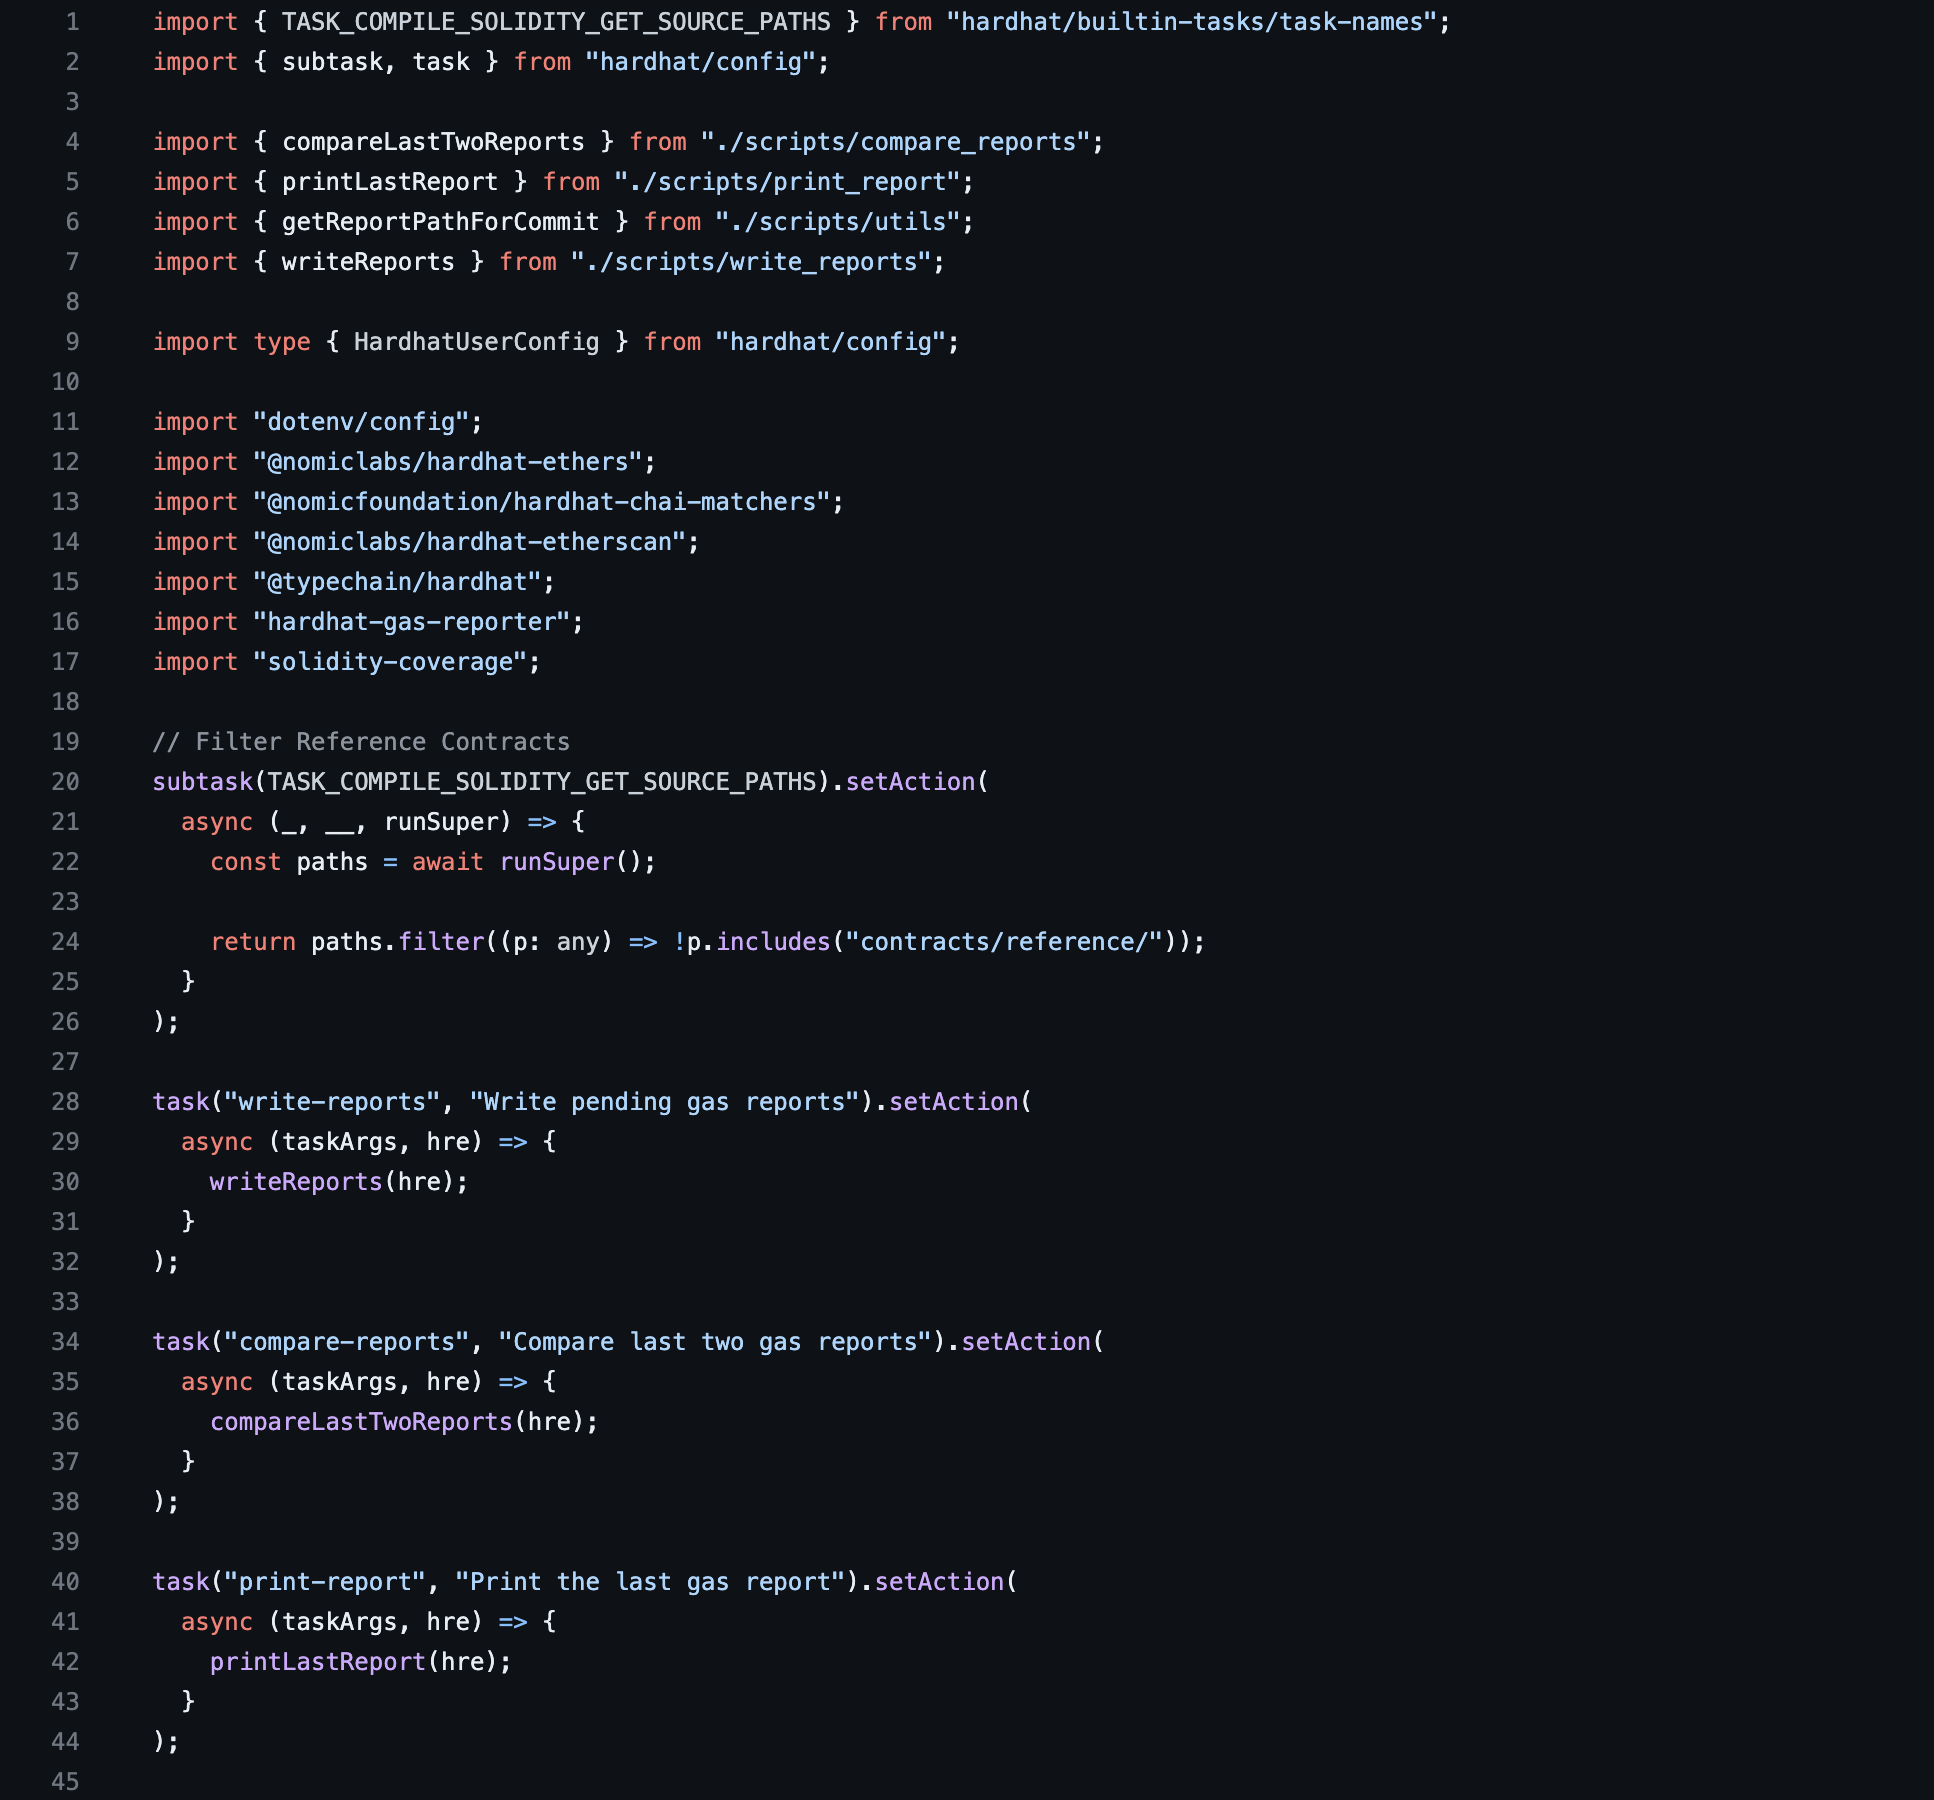 1 import { TASK_COMPILE_SOLIDITY_GET_SOURCE_PATHS } from "hardhat/builtin-tasks/task-names";
2 import { subtask, task } from "hardhat/config";
3
4 import { compareLastTwoReports } from "./scripts/compare_reports";
5 import { printLastReport } from "./scripts/print_report";
6 import { getReportPathForCommit } from "./scripts/utils";
7 import { writeReports } from "./scripts/write_reports";
8
9 import type { HardhatUserConfig } from "hardhat/config";
10
11 import "dotenv/config";
12 import "@nomiclabs/hardhat-ethers";
13 import "@nomicfoundation/hardhat-chai-matchers";
14 import "@nomiclabs/hardhat-etherscan";
15 import "@typechain/hardhat";
16 import "hardhat-gas-reporter";
17 import "solidity-coverage";
18
19 // Filter Reference Contracts
20 subtask(TASK_COMPILE_SOLIDITY_GET_SOURCE_PATHS).setAction(
21   async (_, __, runSuper) => {
22     const paths = await runSuper();
23
24     return paths.filter((p: any) => !p.includes("contracts/reference/"));
25   }
26 );
27
28 task("write-reports", "Write pending gas reports").setAction(
29   async (taskArgs, hre) => {
30     writeReports(hre);
31   }
32 );
33
34 task("compare-reports", "Compare last two gas reports").setAction(
35   async (taskArgs, hre) => {
36     compareLastTwoReports(hre);
37   }
38 );
39
40 task("print-report", "Print the last gas report").setAction(
41   async (taskArgs, hre) => {
42     printLastReport(hre);
43   }
44 );
45